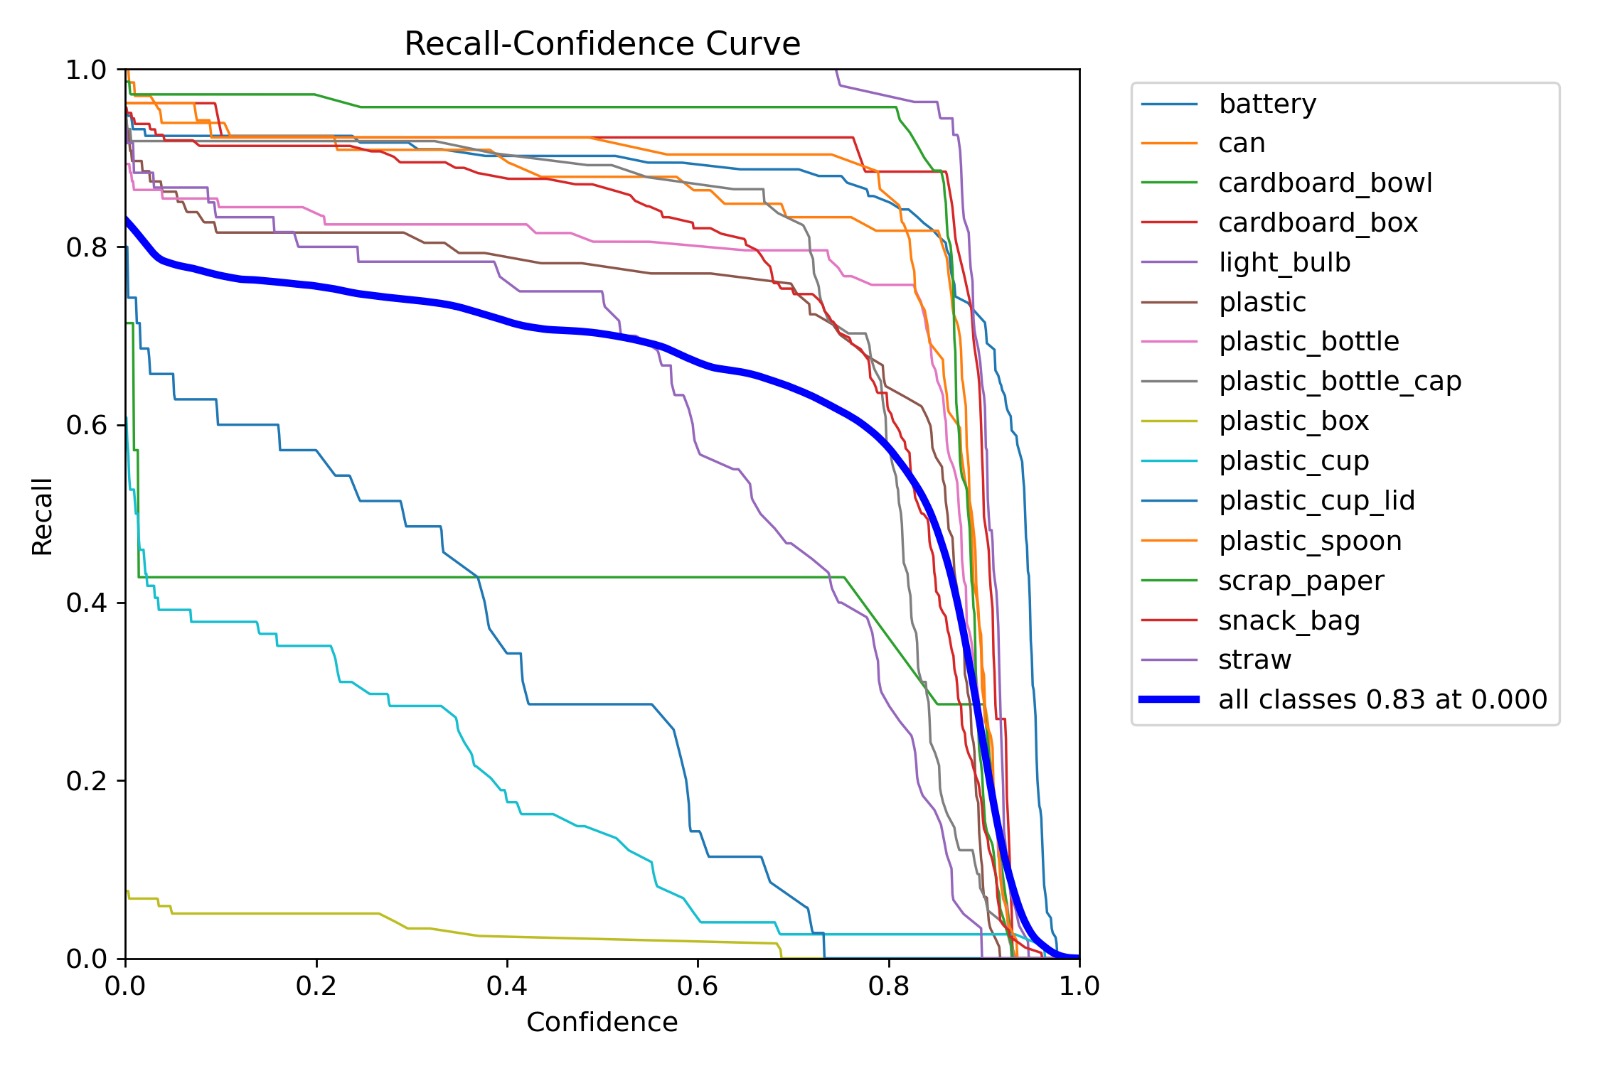 Recall-Confidence Curve
1.0
0.8
0.6
0.4
0.2
0.0
Recall
0.0 0.2 0.4 0.6 0.8 1.0
Confidence
battery
can
cardboard_bowl
cardboard_box
light_bulb
plastic
plastic_bottle
plastic_bottle_cap
plastic_box
plastic_cup
plastic_cup_lid
plastic_spoon
scrap_paper
snack_bag
straw
all classes 0.83 at 0.000